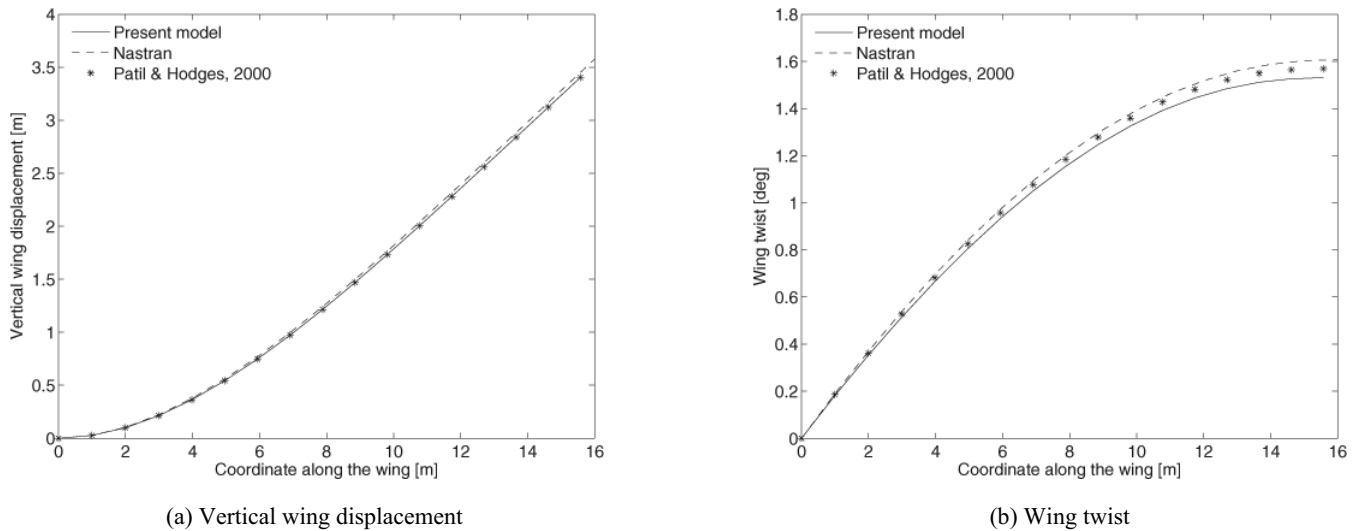 4
3.5
3
2.5
2
1.5
1
0.5
0
Vertical wing displacement [m]
Present model
Nastran
Patil & Hodges, 2000
0 2 4 6 8 10 12 14 16
Coordinate along the wing [m]
(a) Vertical wing displacement
1.8
1.6
1.4
1.2
1
0.8
0.6
0.4
0.2
0
Wing twist [deg]
Present model
Nastran
Patil & Hodges, 2000
0 2 4 6 8 10 12 14 16
Coordinate along the wing [m]
(b) Wing twist